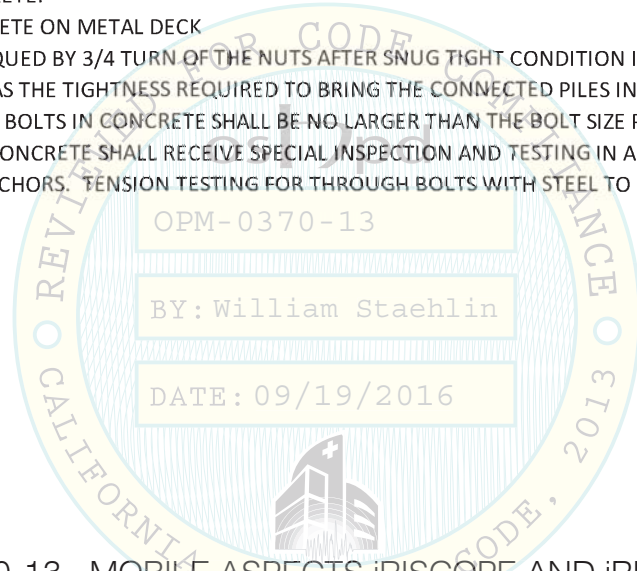 ETE ON METAL DECK
QUED BY 3/4 TURN OF THE NUTS AFTER SNUG TIGHT CONDITION I
AS THE TIGHTNESS REQUIRED TO BRING THE CONNECTED PILES IN
BOLTS IN CONCRETE SHALL BE NO LARGER THAN THE BOLT SIZE
ONCRETE SHALL RECEIVE SPECIAL INSPECTION AND TESTING IN A
CHORS. TENSION TESTING FOR THROUGH BOLTS WITH STEEL TO
REVIEWED FOR CODE COMPLIANCE
oshpd
OPM-0370-13
BY: William Staehlin
DATE: 09/19/2016
CALIFORNIA
CODE, 2013
0-13 MOBILE ASPECTS iRISCOPE AND iRI